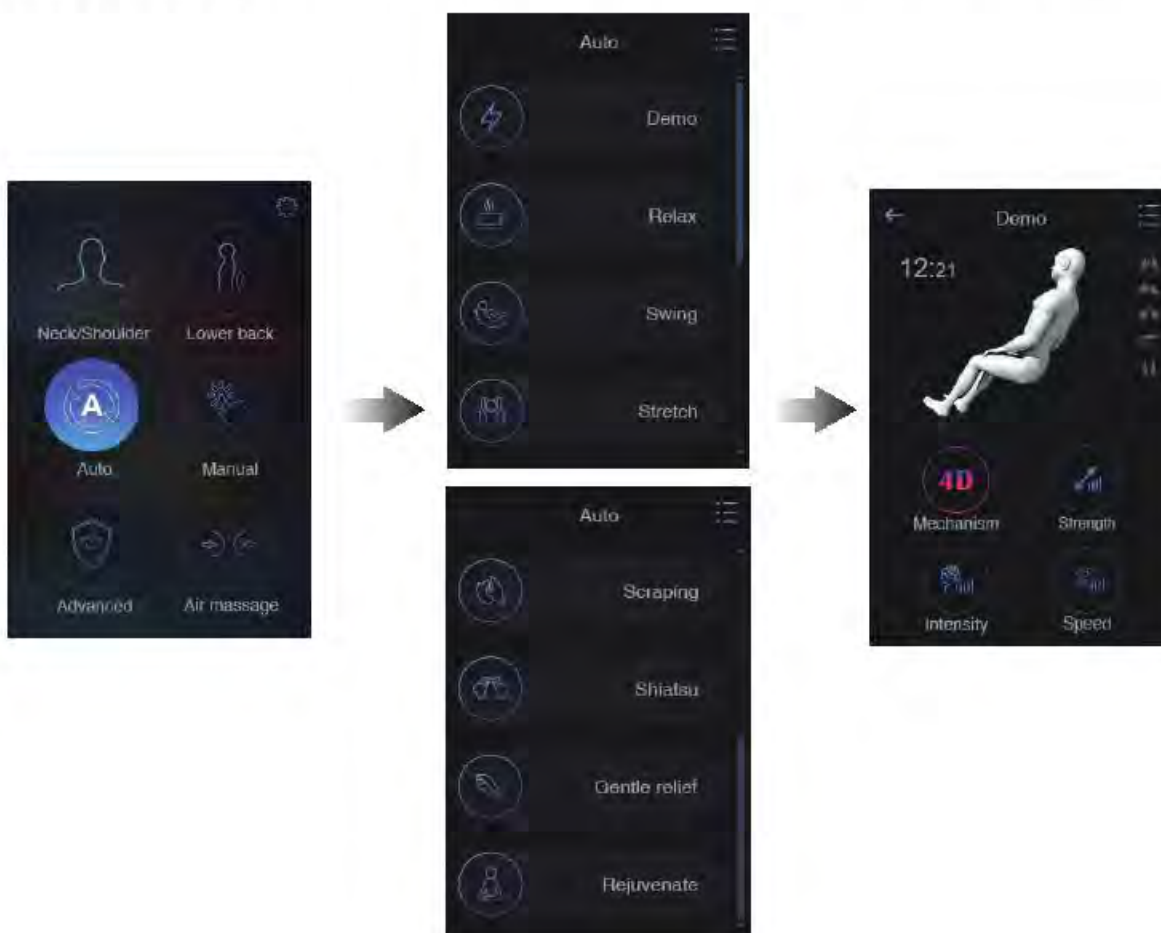 Neck/Shoulder
Lower back
A
Auto
Manual
Advanced
Air massage
Auto
Demo
Relax
Swing
Stretch
Auto
Scraping
Shiatsu
Gentle relief
Rejuvenate
Demo
12:21
4D
Mechanism
Strength
Intensity
Speed